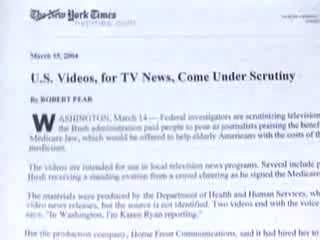 The New York Times
nytimes.com
March 15, 2004
U.S. Videos, for TV News, Come Under Scrutiny
By ROBERT PEAR
WASHINGTON, March 14 — Federal investigators are scrutinizing television
the Bush administration paid people to pose as journalists praising the benef
Medicare law, which would be offered to help elderly Americans with the costs of th
medicines.
The videos are intended for use in local television news programs. Several include p
Bush receiving a standing ovation from a crowd cheering as he signed the Medicare
The materials were produced by the Department of Health and Human Services, wh
video news releases, but the source is not identified. Two videos end with the voice
says, "In Washington, I'm Karen Ryan reporting."
But the production company, Home Front Communications, said it had hired her to